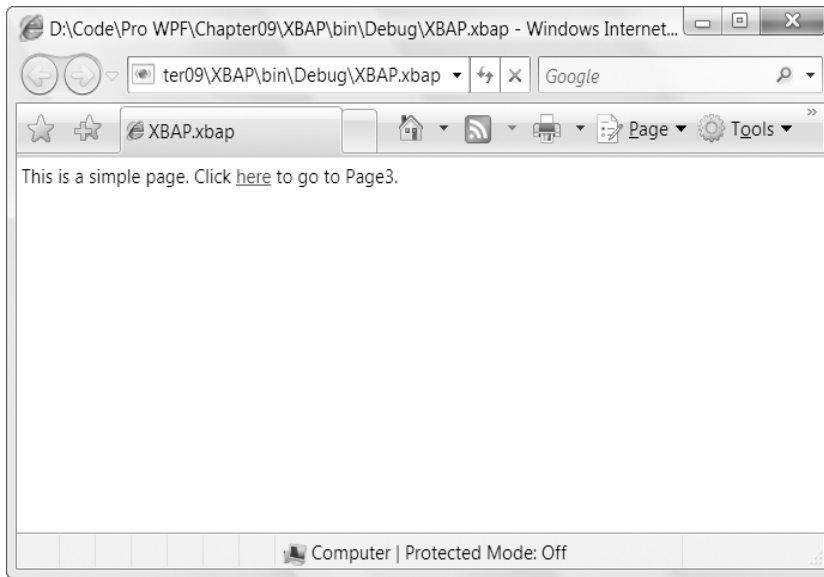 D:\Code\Pro WPF\Chapter09\XBAP\bin\Debug\XBAP.xbap - Windows Internet...
ter09\XBAP\bin\Debug\XBAP.xbap
Google
XBAP.xbap
Page
Tools
»
This is a simple page. Click here to go to Page3.
Computer | Protected Mode: Off